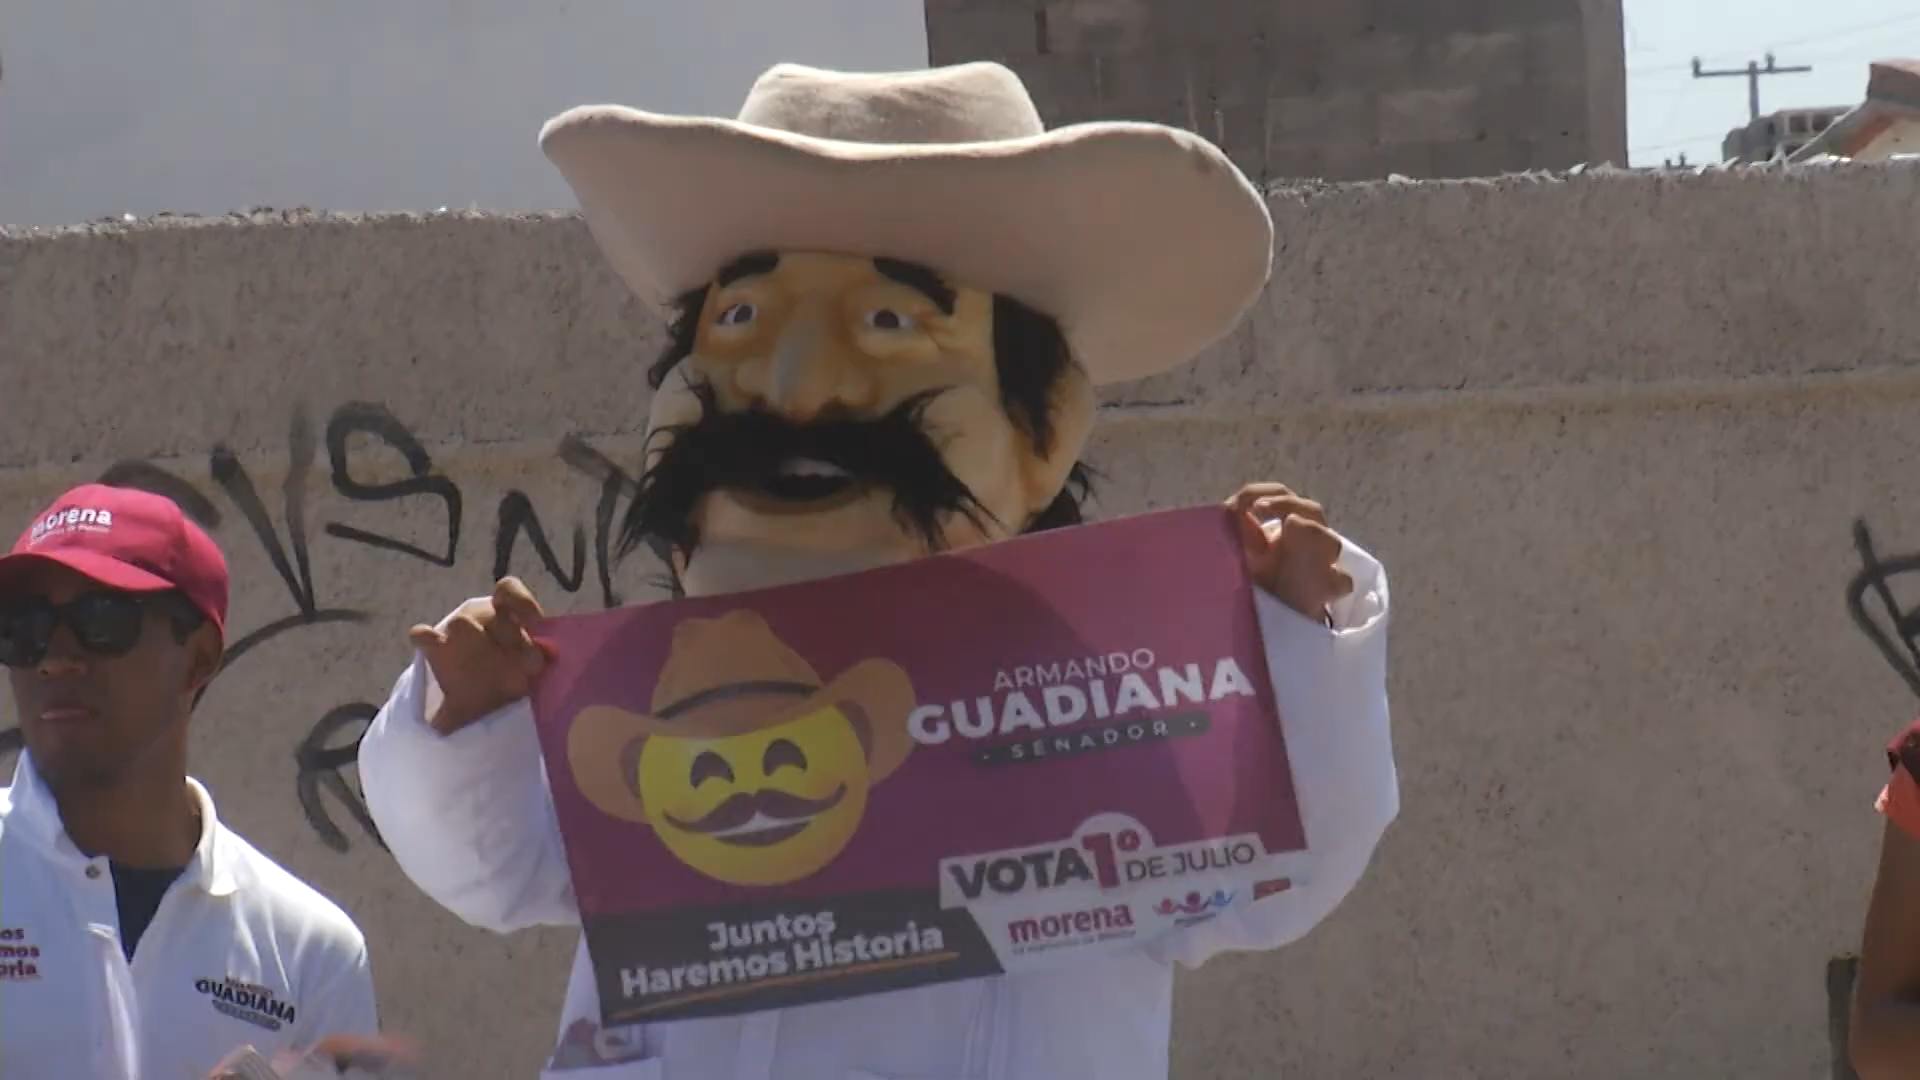 morena
ARMANDO
GUADIANA
· SENADOR ·
VOTA 1º DE JULIO
morena
Juntos
Haremos Historia
GUADIANA